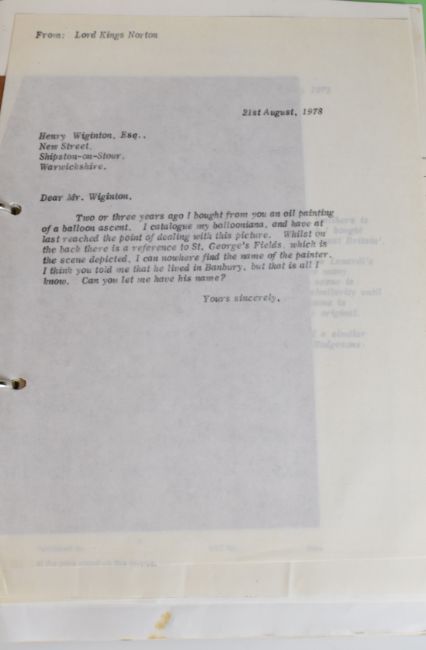 From: Lord Kings Norton
21st August, 1978
Henry Wiginton, Esq.,
New Street,
Shipston-on-Stour,
Warwickshire.
Dear Mr. Wiginton,
Two or three years ago I bought from you an oil painting
of a balloon ascent. I catalogue my ballooniana, and have at
last reached the point of dealing with this picture. Whilst on
the back there is a reference to St. George's Fields, which is
the scene depicted, I can nowhere find the name of the painter.
I think you told me that he lived in Banbury, but that is all I
know. Can you let me have his name?
Yours sincerely,